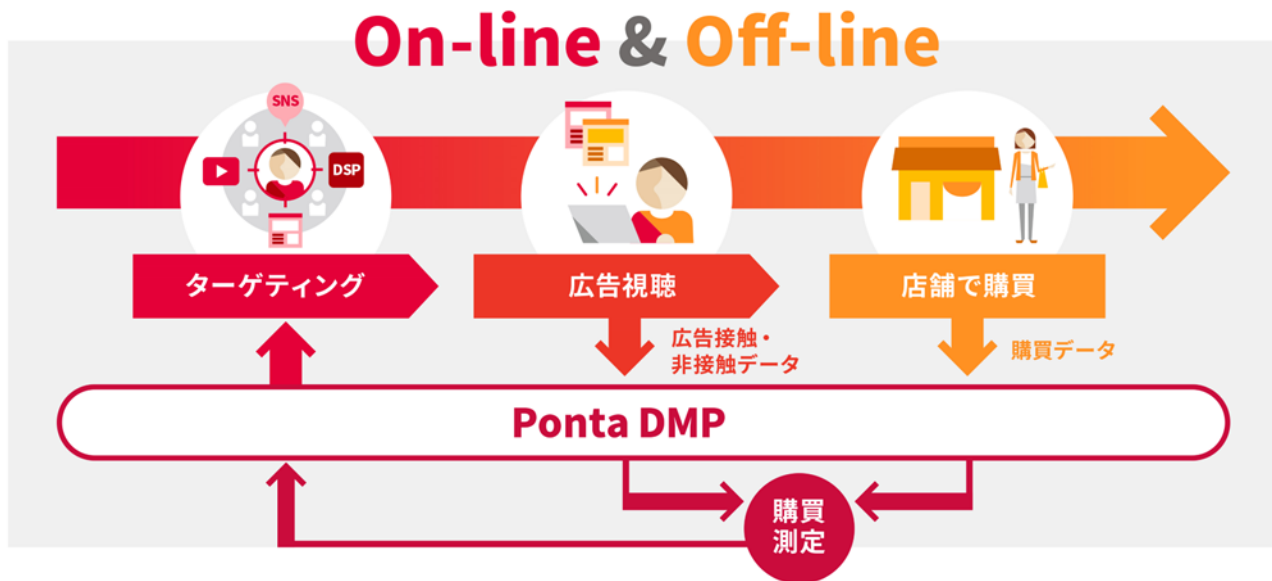 On-line & Off-line
SNS
DSP
ターゲティング
広告視聴
店舗で購買
広告接触・
非接触データ
購買データ
Ponta DMP
購買
測定